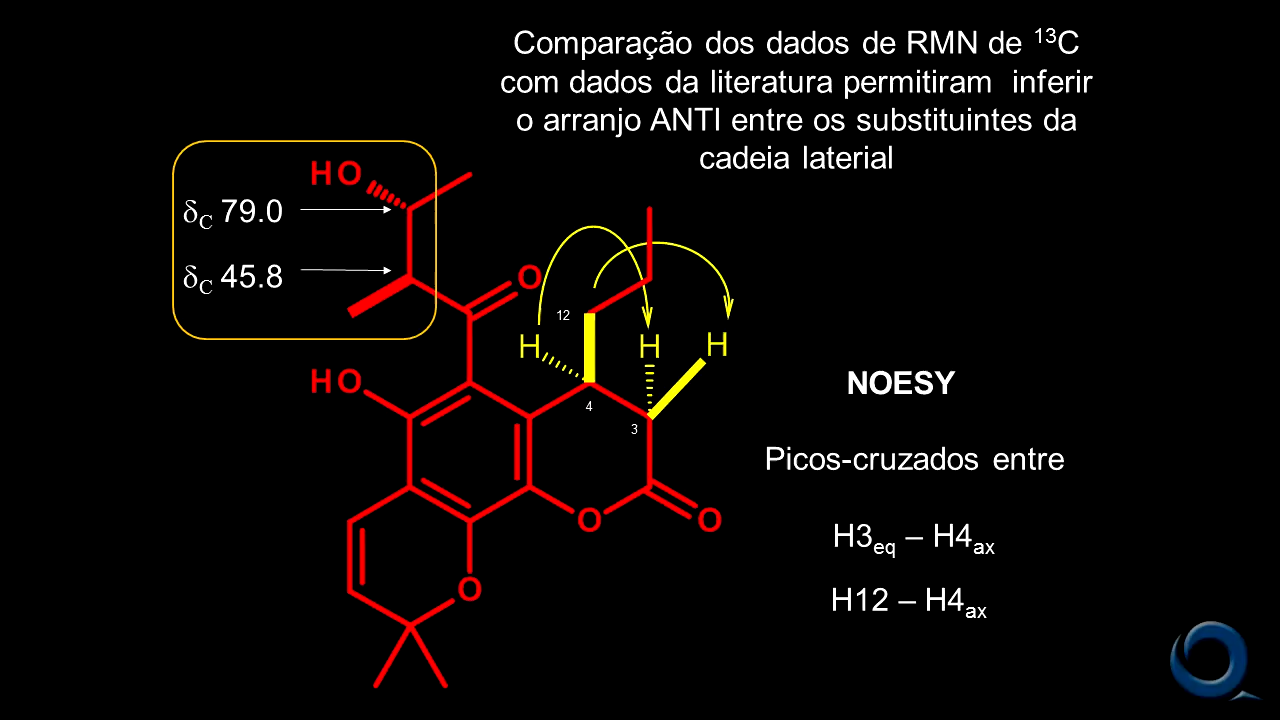 Comparação dos dados de RMN de ¹³C
com dados da literatura permitiram inferir
o arranjo ANTI entre os substituintes da
cadeia laterial
HO
δC 79.0
δC 45.8
O
12
H
H
H
HO
4
3
O
O
O
NOESY
Picos-cruzados entre
H3eq – H4ax
H12 – H4ax